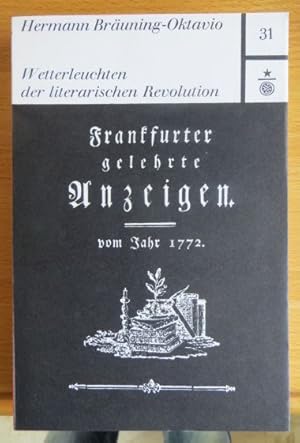 Hermann Bräuning-Oktavio
31
Wetterleuchten
der literarischen Revolution
Frankfurter
gelehrte
Anzeigen.
vom Jahr 1772.